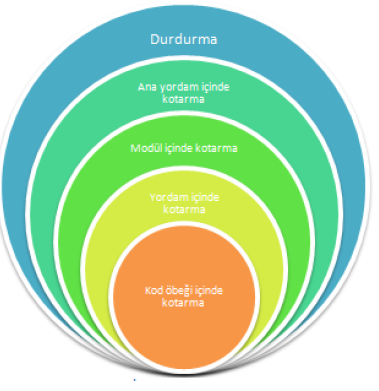 Durdurma
Ana yordam içinde
kotarma
Modül içinde kotarma
Yordam içinde
kotarma
Kod öbeği içinde
kotarma